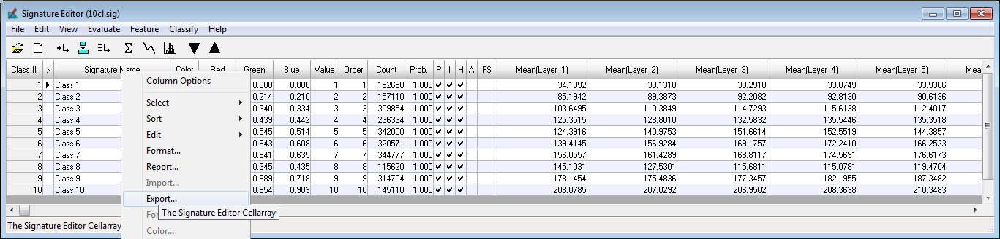 Signature Editor (10cl.sig)
File Edit View Evaluate Feature Classify Help
Class # > Signature Name Color Red Green Blue Value Order Count Prob. P I H A FS Mean(Layer_1) Mean(Layer_2) Mean(Layer_3) Mean(Layer_4) Mean(Layer_5) Mea
1 Class 1 0.000 0.000 1 1 152650 1.000 34.1392 33.1310 33.2918 33.8749 33.9306
2 Class 2 0.214 0.210 2 2 157110 1.000 85.1942 89.3873 92.2082 92.8130 90.6136
3 Class 3 0.340 0.334 3 3 309854 1.000 103.6495 110.3849 114.7293 115.6138 112.4017
4 Class 4 0.439 0.442 4 4 236334 1.000 125.3515 128.8010 132.5832 135.5446 135.3518
5 Class 5 0.545 0.514 5 5 342000 1.000 124.3916 140.9753 151.6614 152.5519 144.3857
6 Class 6 0.643 0.608 6 6 320571 1.000 139.4145 156.9284 169.1757 172.2410 166.2523
7 Class 7 0.641 0.635 7 7 344777 1.000 156.0557 161.4289 168.8117 174.5691 176.6173
8 Class 8 0.345 0.435 8 8 115620 1.000 145.1031 127.5301 115.6811 115.0781 119.4704
9 Class 9 0.689 0.718 9 9 314704 1.000 178.1454 175.4836 177.3457 182.1955 187.3482
10 Class 10 0.854 0.903 10 10 145110 1.000 208.0785 207.0292 206.9502 208.3638 210.3483
Column Options
Select
Sort
Edit
Format...
Report...
Import...
Export...
For
The Signature Editor Cellarray
Color...
The Signature Editor Cellarray